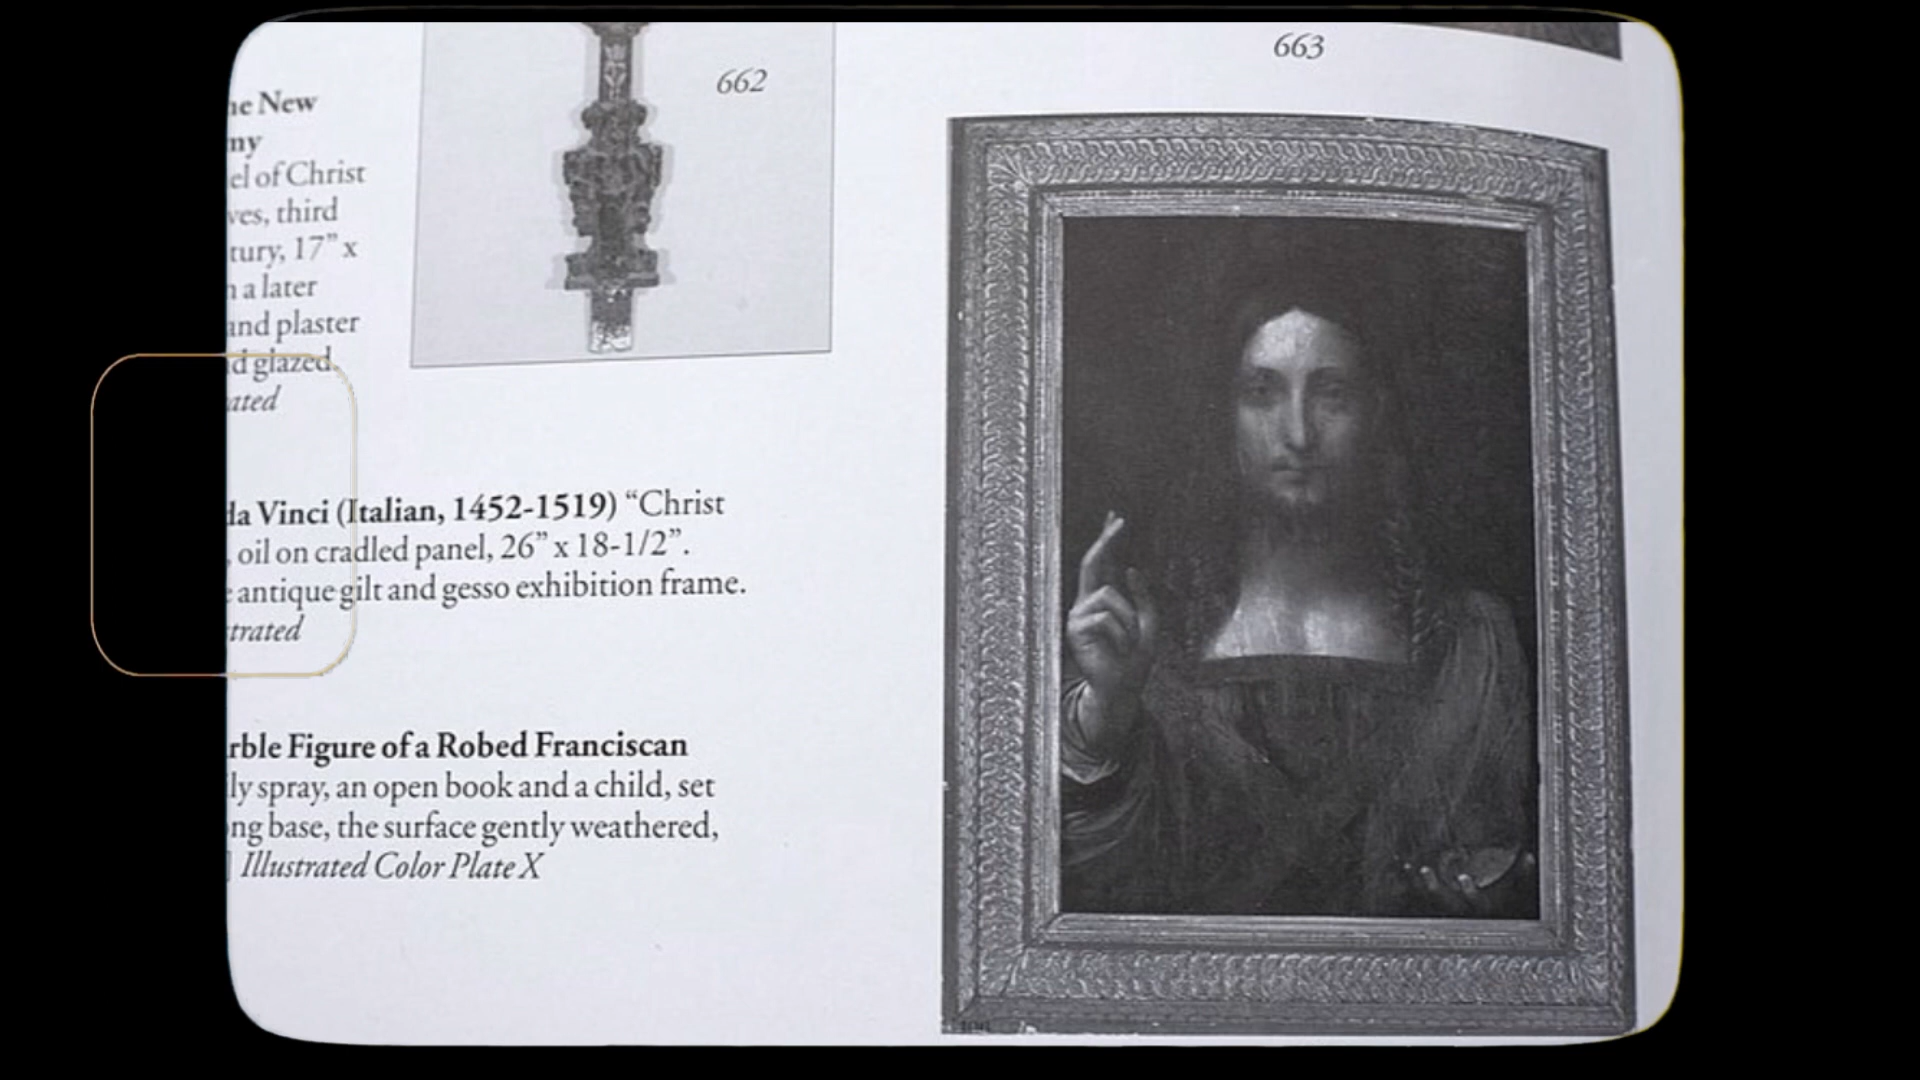 662
663
he New
ny
el of Christ
ves, third
tury, 17” x
a later
and plaster
d glazed.
ated
da Vinci (Italian, 1452-1519) “Christ
, oil on cradled panel, 26” x 18-1/2”.
antique gilt and gesso exhibition frame.
strated
rble Figure of a Robed Franciscan
ly spray, an open book and a child, set
ng base, the surface gently weathered,
Illustrated Color Plate X